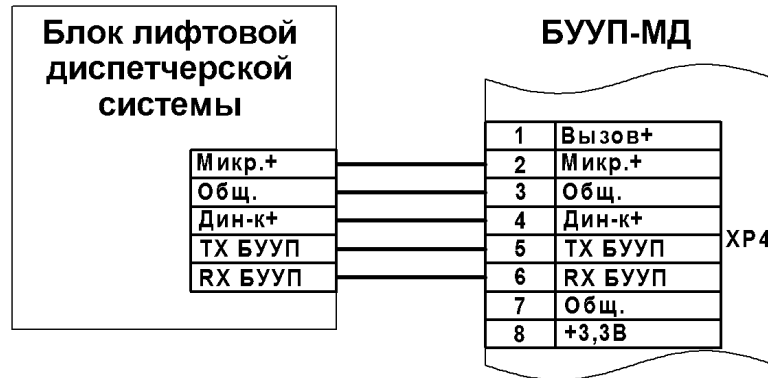 Блок лифтовой
диспетчерской
системы
Микр.+
Общ.
Дин-к+
TX БУУП
RX БУУП
БУУП-МД
1 Вызов+
2 Микр.+
3 Общ.
4 Дин-к+
5 TX БУУП
6 RX БУУП
7 Общ.
8 +3,3В
XP4